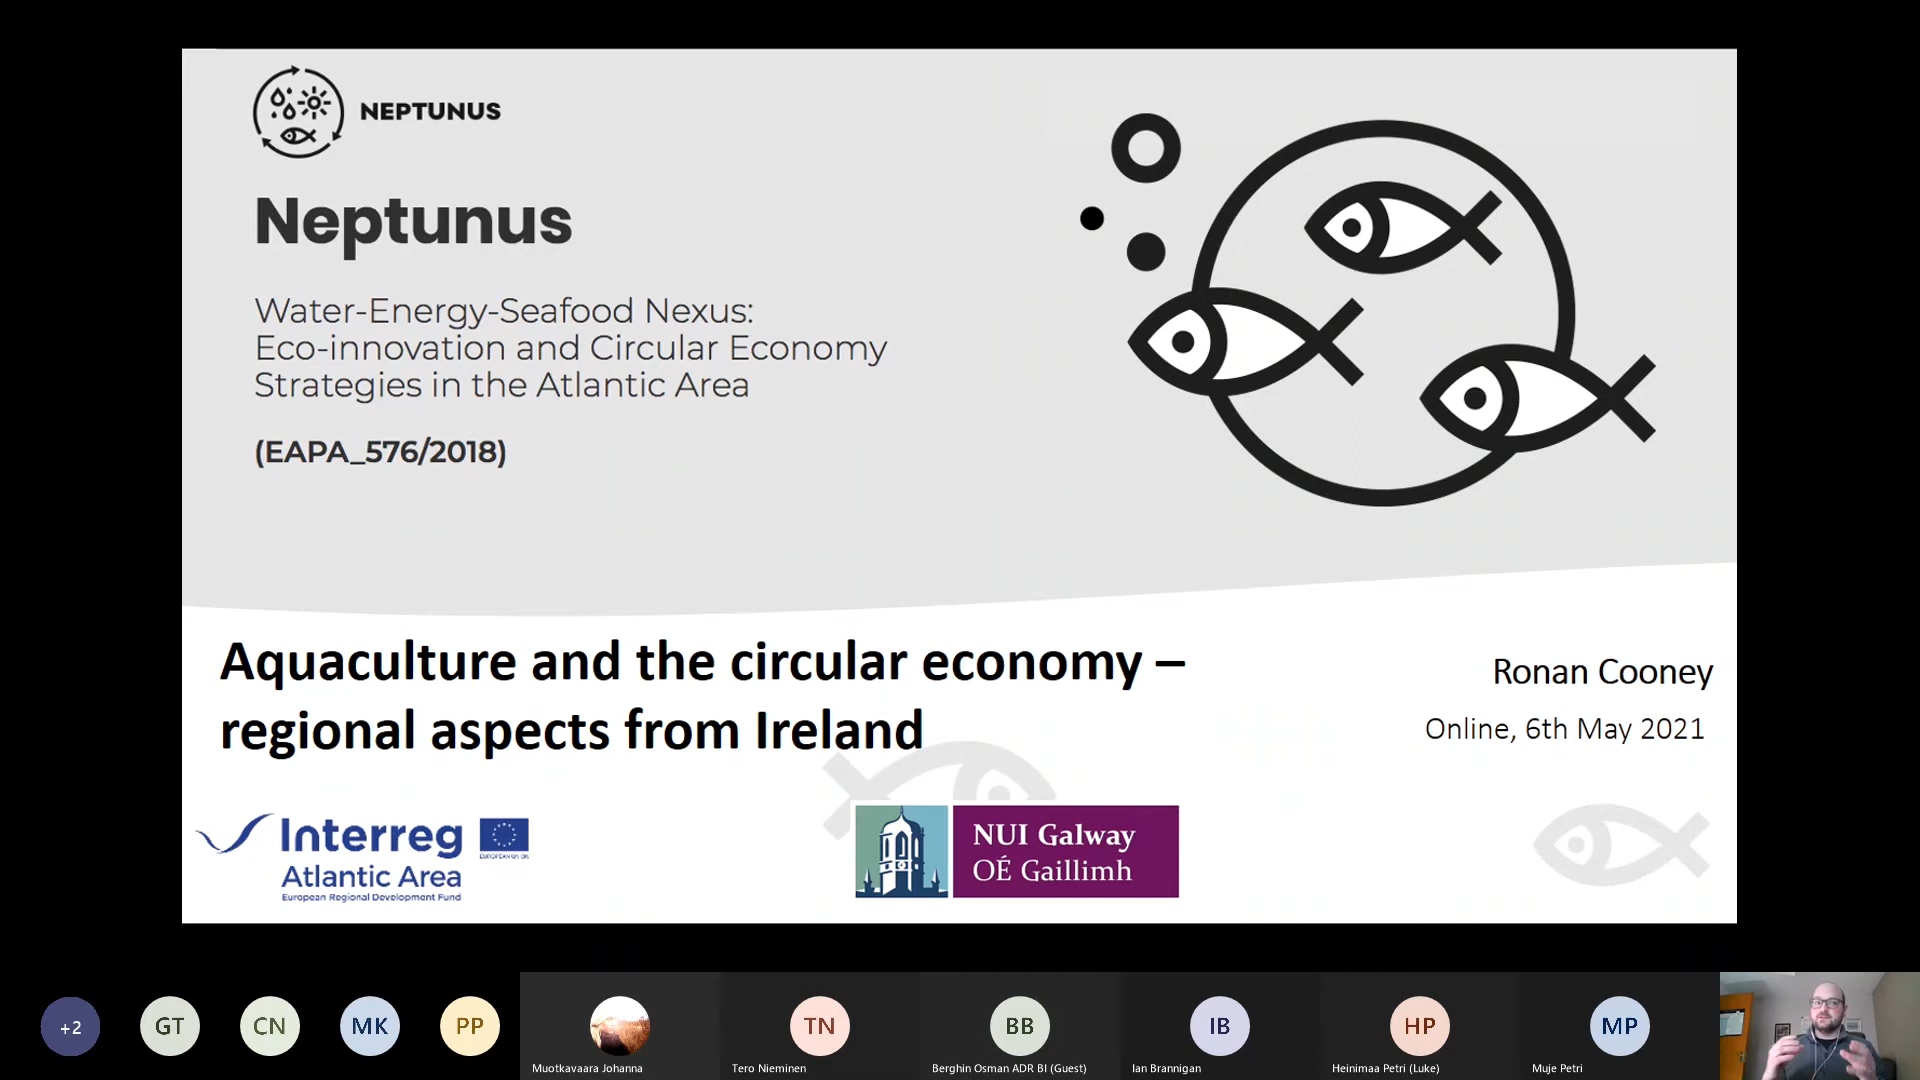 NEPTUNUS
Neptunus
Water-Energy-Seafood Nexus:
Eco-innovation and Circular Economy
Strategies in the Atlantic Area
(EAPA_576/2018)
Aquaculture and the circular economy –
regional aspects from Ireland
Ronan Cooney
Online, 6th May 2021
Interreg
EUROPEAN UNION
Atlantic Area
European Regional Development Fund
NUI Galway
OÉ Gaillimh
+2
GT
CN
MK
PP
TN
BB
IB
HP
MP
Muotkavaara Johanna
Tero Nieminen
Berghin Osman ADR BI (Guest)
Ian Brannigan
Heinimaa Petri (Luke)
Muje Petri